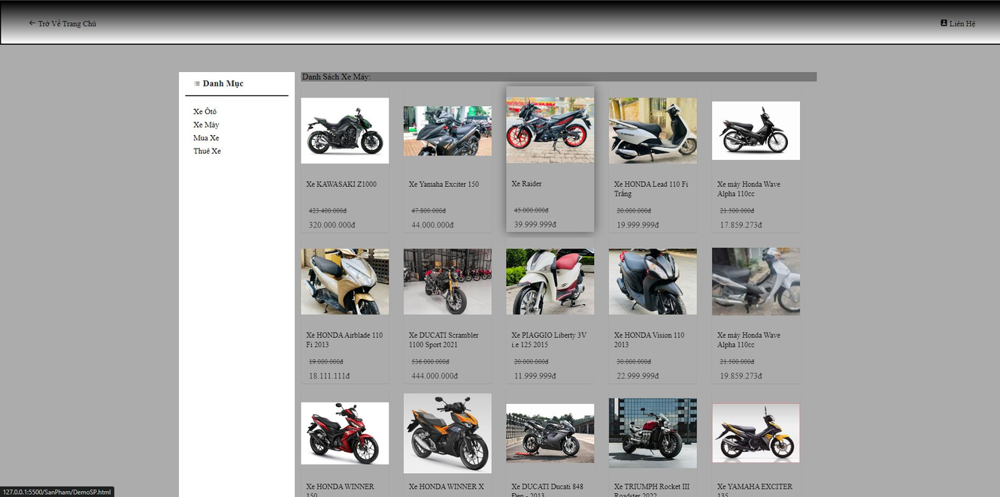 Trở Về Trang Chủ
Liên Hệ
Danh Mục
Xe Ôtô
Xe Máy
Mua Xe
Thuê Xe
Danh Sách Xe Máy:
Xe KAWASAKI Z1000
423.400.000đ
320.000.000đ
Xe Yamaha Exciter 150
47.800.000đ
44.000.000đ
Xe Raider
45.000.000đ
39.999.999đ
Xe HONDA Lead 110 Fi
Trắng
20.000.000đ
19.999.999đ
Xe máy Honda Wave
Alpha 110cc
21.500.000đ
17.859.273đ
Xe HONDA Airblade 110
Fi 2013
19.000.000đ
18.111.111đ
Xe DUCATI Scrambler
1100 Sport 2021
536.000.000đ
444.000.000đ
Xe PIAGGIO Liberty 3V
i.e 125 2015
20.000.000đ
11.999.999đ
Xe HONDA Vision 110
2013
30.000.000đ
22.999.999đ
Xe máy Honda Wave
Alpha 110cc
21.500.000đ
19.859.273đ
Xe HONDA WINNER
150
Xe HONDA WINNER X
Xe DUCATI Ducati 848
Đen - 2013
Xe TRIUMPH Rocket III
Roadster 2022
Xe YAMAHA EXCITER
135
127.0.0.1:5500/SanPham/DemoSP.html